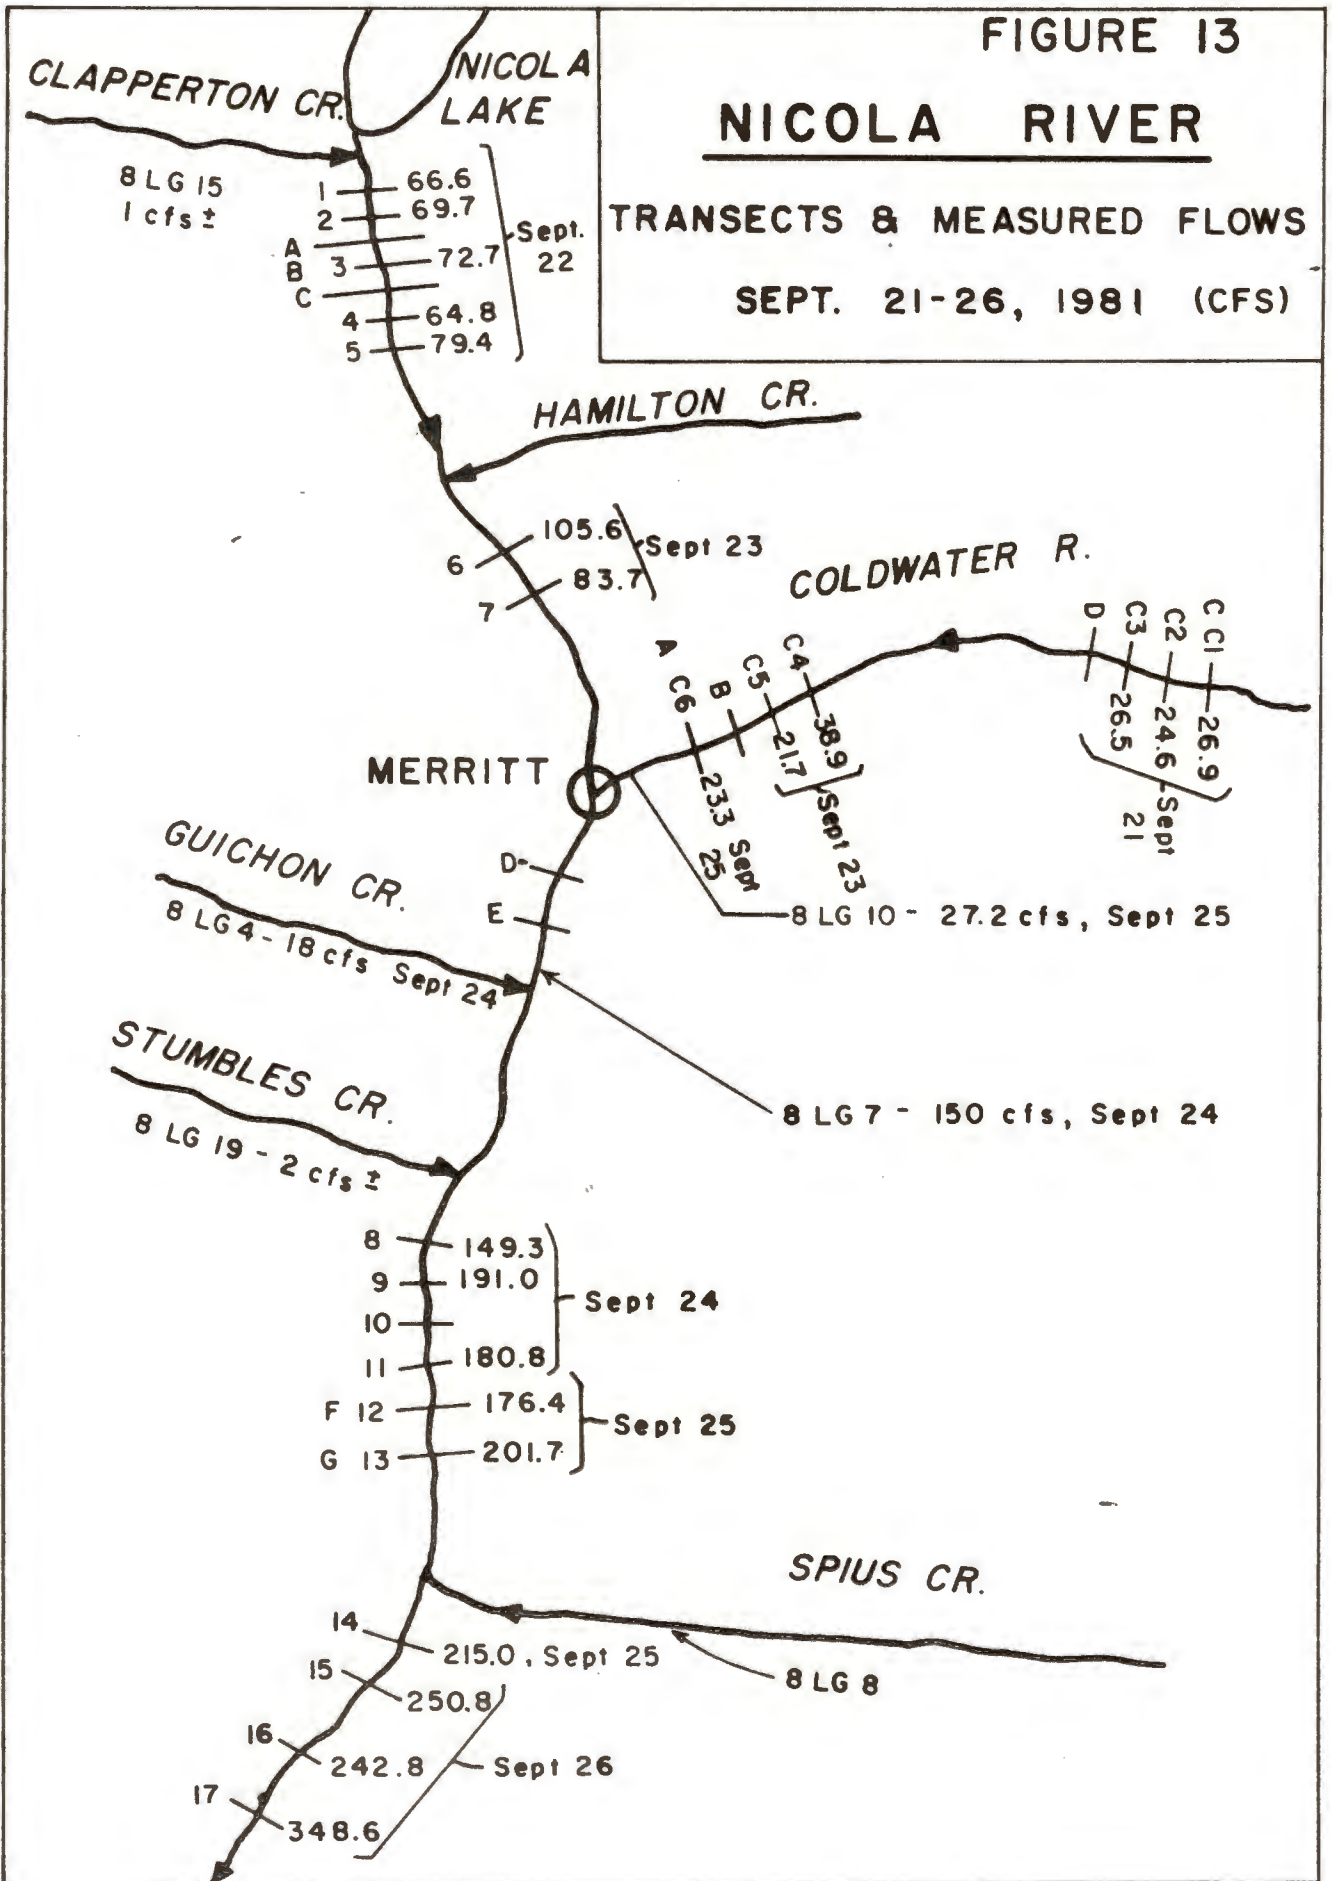 FIGURE 13
NICOLA RIVER
TRANSECTS & MEASURED FLOWS
SEPT. 21-26, 1981 (CFS)
NICOLA
LAKE
CLAPPERTON CR.
8 LG 15
1 cfs ±
1 66.6
2 69.7
A
B 3 72.7
C
4 64.8
5 79.4
Sept.
22
HAMILTON CR.
6 105.6
7 83.7
Sept 23
COLDWATER R.
C C1 26.9
C2 24.6
C3 26.5
D
Sept
21
C4 38.9
C5 21.7
Sept 23
B
A C6 23.3 Sept
25
8 LG 10 - 27.2 cfs, Sept 25
MERRITT
D
E
GUICHON CR.
8 LG 4 - 18 cfs Sept 24
8 LG 7 - 150 cfs, Sept 24
STUMBLES CR.
8 LG 19 - 2 cfs ±
8 149.3
9 191.0
10
11 180.8
Sept 24
F 12 176.4
G 13 201.7
Sept 25
SPIUS CR.
8 LG 8
14 215.0, Sept 25
15 250.8
16 242.8
17 348.6
Sept 26